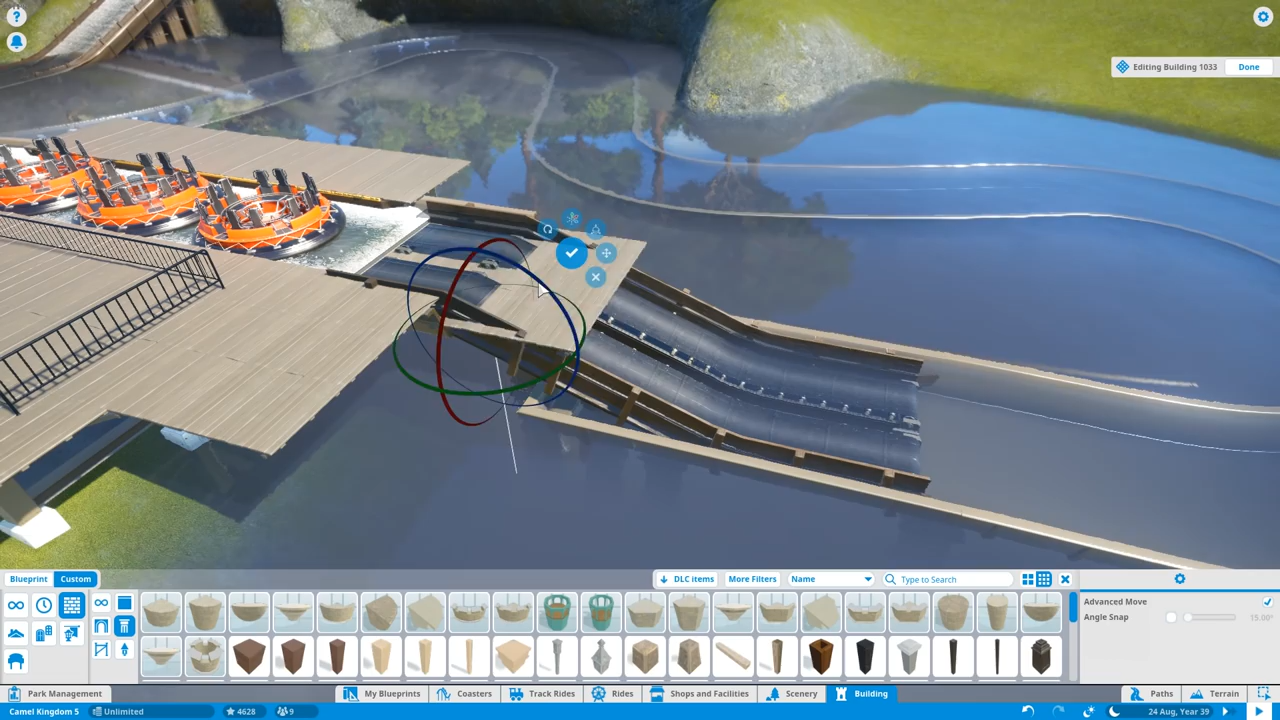 ?
Editing Building 1033 Done
Blueprint Custom DLC items More Filters Name Type to Search
Advanced Move
Angle Snap 15.00°
Park Management My Blueprints Coasters Track Rides Rides Shops and Facilities Scenery Building Paths Terrain
Camel Kingdom 5 Unlimited 4628 9 24 Aug, Year 39